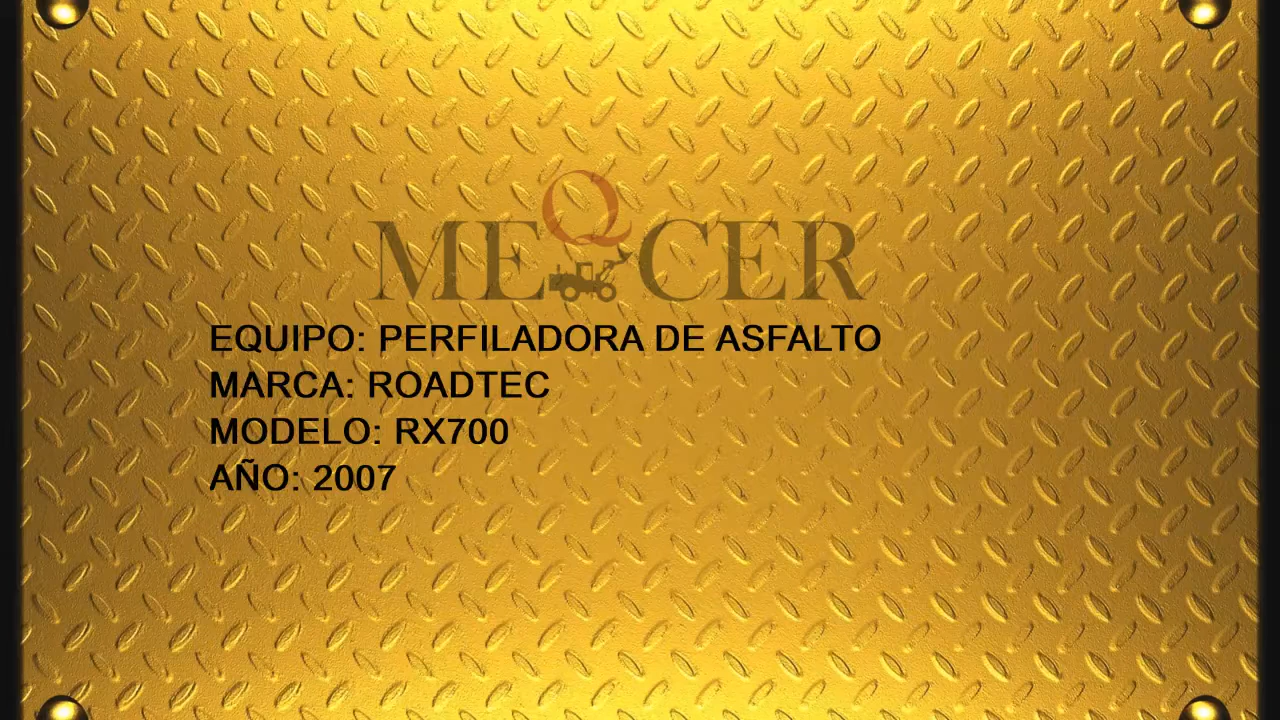 MEQCER
EQUIPO: PERFILADORA DE ASFALTO
MARCA: ROADTEC
MODELO: RX700
AÑO: 2007